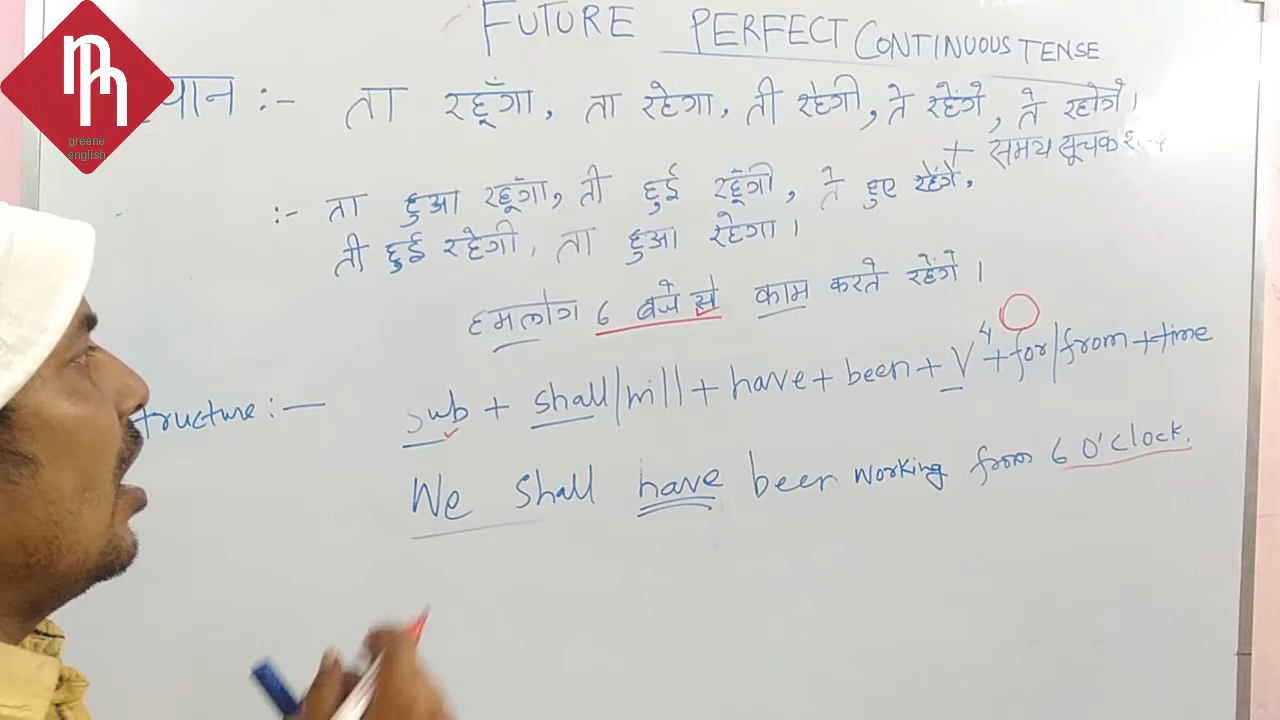 FUTURE PERFECT CONTINUOUS TENSE
:- ता रहूँगा, ता रहेगा, ती रहेगी, ते रहेंगे, ते रहोगे।
+ समय सूचक
:- ता हुआ रहूँगा, ती हुई रहूँगी, ते हुए रहेंगे,
ती हुई रहेगी, ता हुआ रहेगा।
हमलोग 6 बजे से काम करते रहेंगे।
tructure :- sub + shall/will + have + been + V4 + for/from + time
We shall have been working from 6 O'clock.
greene
english